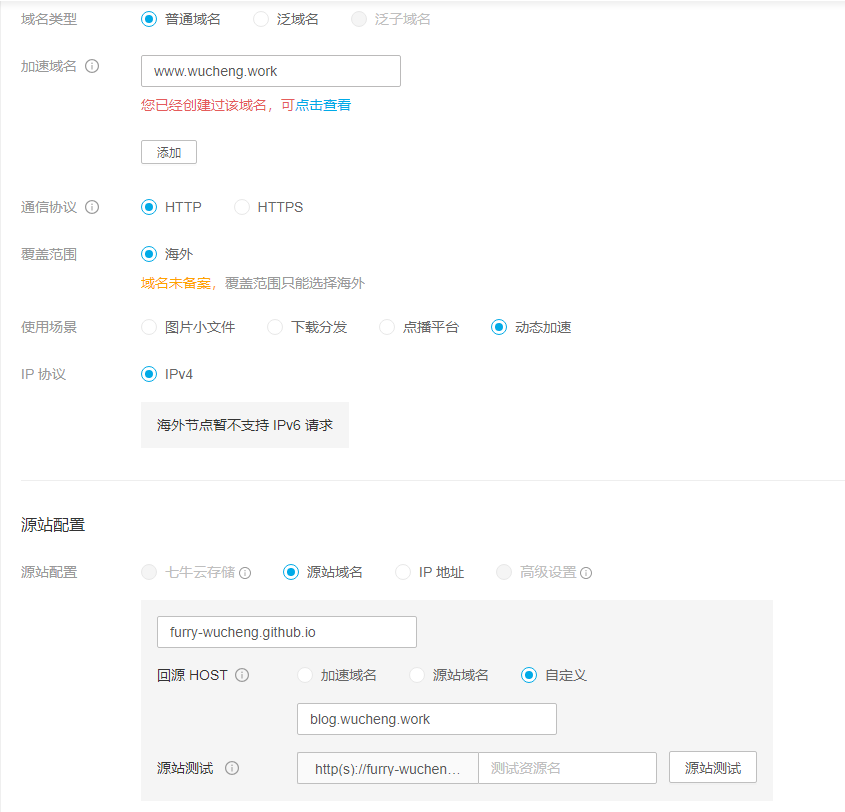 域名类型 普通域名 泛域名 泛子域名
加速域名 www.wucheng.work
您已经创建过该域名，可点击查看
添加
通信协议 HTTP HTTPS
覆盖范围 海外
域名未备案，覆盖范围只能选择海外
使用场景 图片小文件 下载分发 点播平台 动态加速
IP 协议 IPv4
海外节点暂不支持 IPv6 请求
源站配置
源站配置 七牛云存储 源站域名 IP 地址 高级设置
furry-wucheng.github.io
回源 HOST 加速域名 源站域名 自定义
blog.wucheng.work
源站测试 http(s)://furry-wuchen... 测试资源名 源站测试